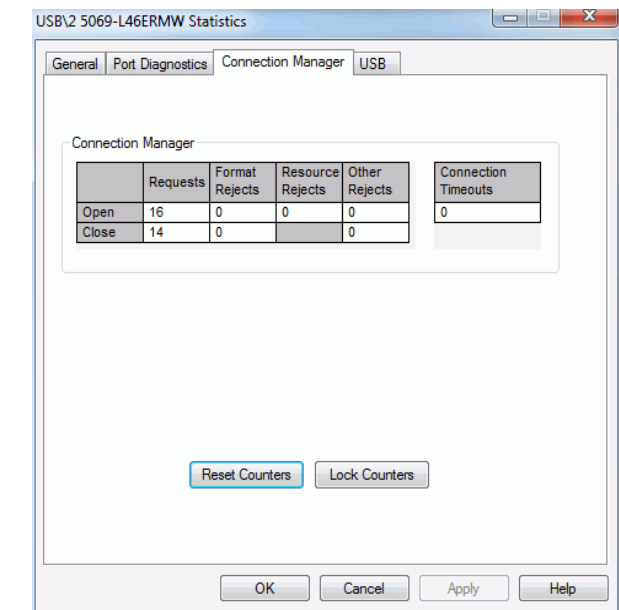 USB\2 5069-L46ERMW Statistics
X
General Port Diagnostics Connection Manager USB
Connection Manager
Requests Format Rejects Resource Rejects Other Rejects Connection Timeouts
Open 16 0 0 0 0
Close 14 0 0
Reset Counters Lock Counters
OK Cancel Apply Help